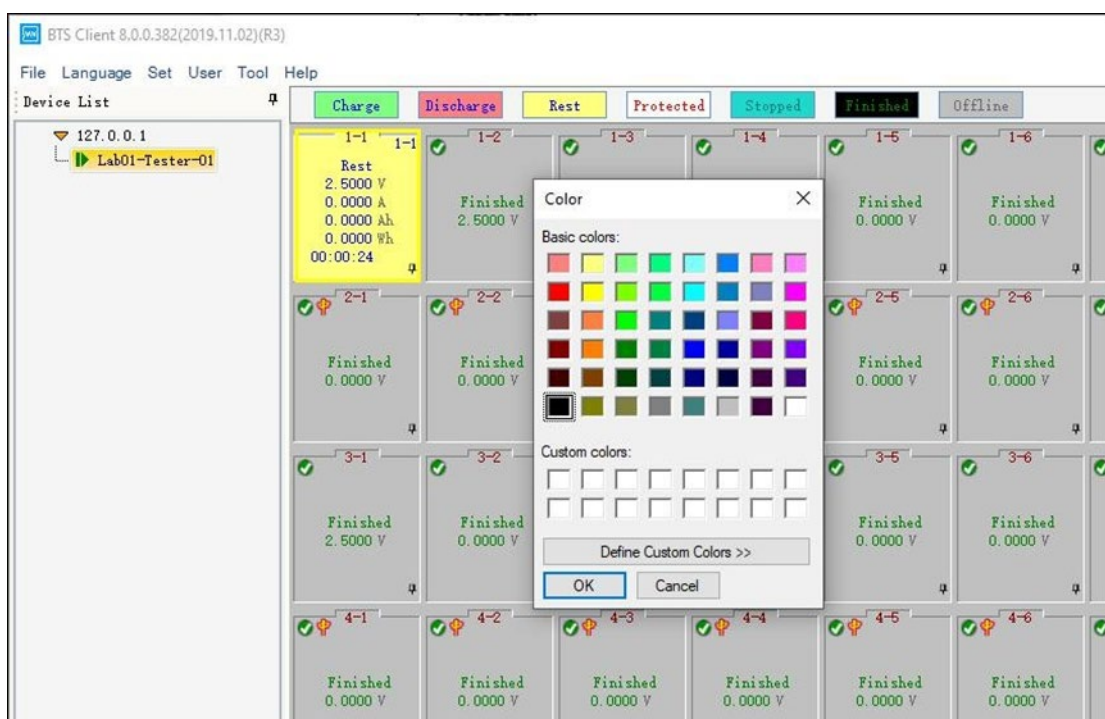 BTS Client 8.0.0.382(2019.11.02)(R3)
File Language Set User Tool Help
Device List
Charge Discharge Rest Protected Stopped Finished Offline
127.0.0.1
Lab01-Tester-01
1-1 1-1 1-2 1-3 1-4 1-5 1-6
Rest
2.5000 V
0.0000 A
0.0000 Ah
0.0000 Wh
00:00:24
Finished
2.5000 V
Finished
0.0000 V
Finished
0.0000 V
Color
Basic colors:
Custom colors:
Define Custom Colors >>
OK Cancel
2-1 2-2 2-5 2-6
Finished Finished Finished Finished
0.0000 V 0.0000 V 0.0000 V 0.0000 V
3-1 3-2 3-5 3-6
Finished Finished Finished Finished
2.5000 V 0.0000 V 0.0000 V 0.0000 V
4-1 4-2 4-3 4-4 4-5 4-6
Finished Finished Finished Finished Finished Finished
0.0000 V 0.0000 V 0.0000 V 0.0000 V 0.0000 V 0.0000 V